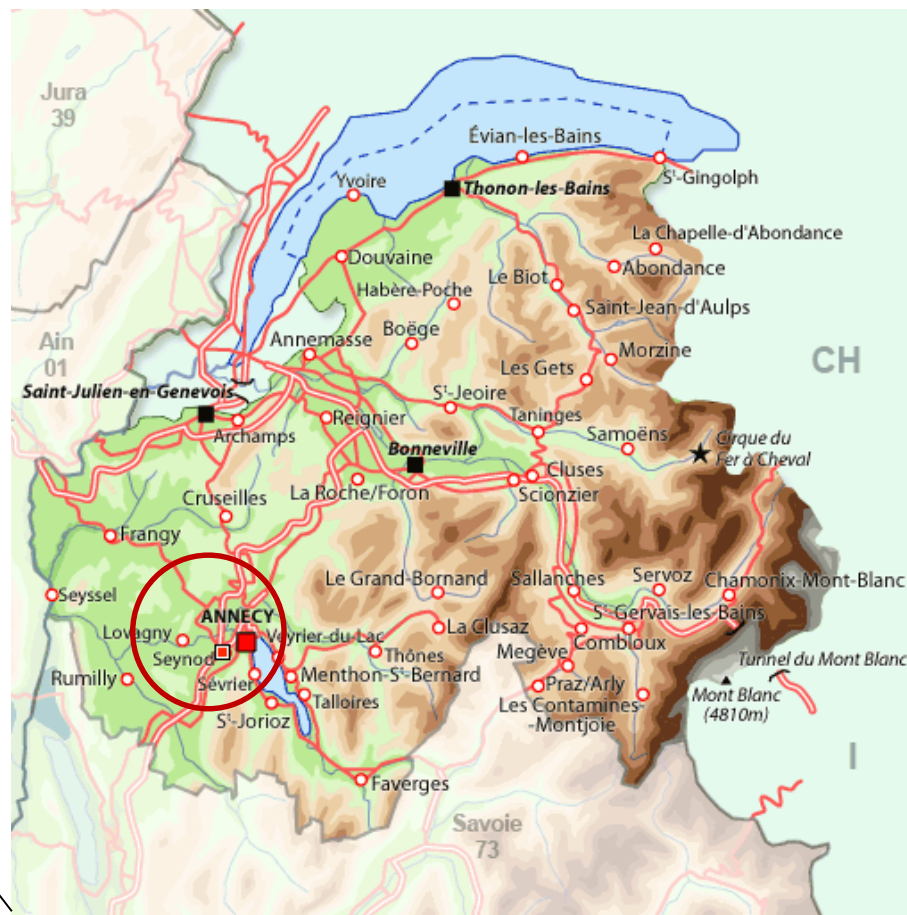 Jura
39
Évian-les-Bains
Yvoire
Thonon-les-Bains
Sᵗ-Gingolph
La Chapelle-d'Abondance
Douvaine
Abondance
Le Biot
Habère-Poche
Saint-Jean-d'Aulps
Boëge
Annemasse
Morzine
Ain
01
CH
Les Gets
Saint-Julien-en-Genevois
Sᵗ-Jeoire
Reignier
Taninges
Archamps
Samoëns
Cirque du
Fer à Cheval
Bonneville
Cluses
La Roche/Foron
Scionzier
Cruseilles
Frangy
Le Grand-Bornand
Sallanches
Servoz
Chamonix-Mont-Blanc
Seyssel
ANNECY
Sᵗ-Gervais-les Bains
La Clusaz
Lovagny
Veyrier-du-Lac
Combloux
Megève
Seynod
Thônes
Tunnel du Mont Blanc
Rumilly
Sévrier
Menthon-Sᵗ-Bernard
Praz/Arly
Mont Blanc
(4810m)
Talloires
Les Contamines-
-Montjoie
Sᵗ-Jorioz
I
Faverges
Savoie
73